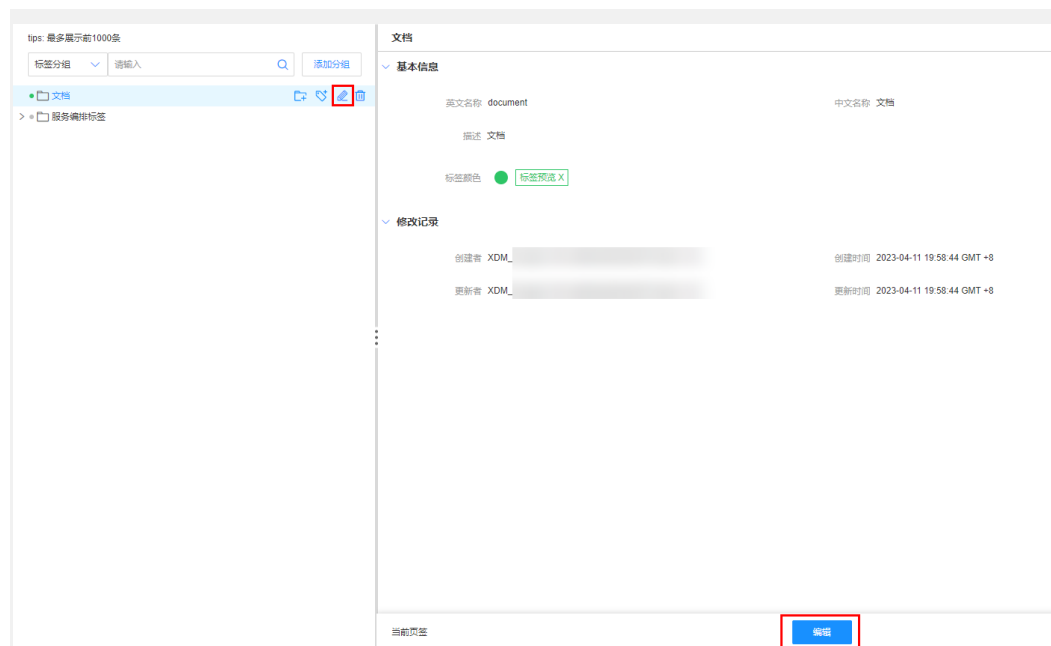 tips: 最多展示前1000条
标签分组 请输入 添加分组
文档
服务编排标签
文档
基本信息
英文名称 document 中文名称 文档
描述 文档
标签颜色 标签预览 X
修改记录
创建者 XDM_ 创建时间 2023-04-11 19:58:44 GMT +8
更新者 XDM_ 更新时间 2023-04-11 19:58:44 GMT +8
当前页签 编辑